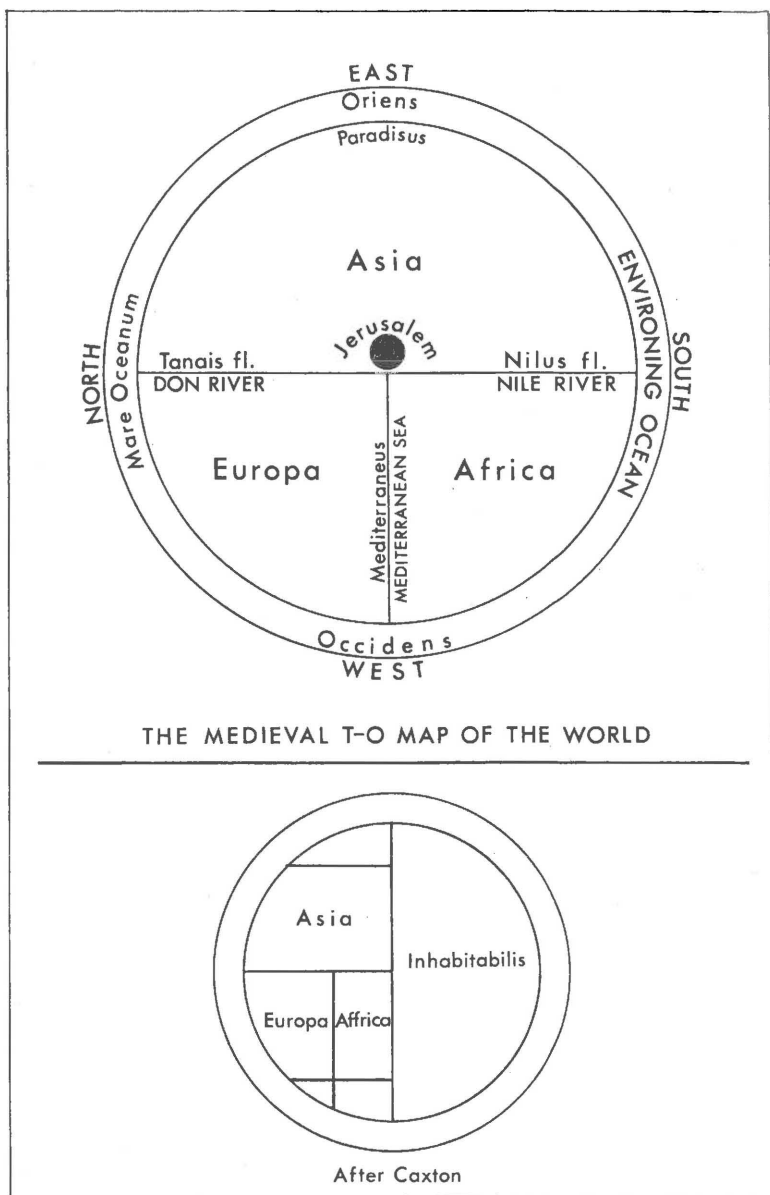 EAST
Oriens
Paradisus
Asia
Jerusalem
NORTH
Mare Oceanum
ENVIRONING OCEAN
SOUTH
Tanais fl.
DON RIVER
Nilus fl.
NILE RIVER
Europa
Africa
Mediterraneus
MEDITERRANEAN SEA
Occidens
WEST
THE MEDIEVAL T-O MAP OF THE WORLD
Asia
Inhabitabilis
Europa
Affrica
After Caxton